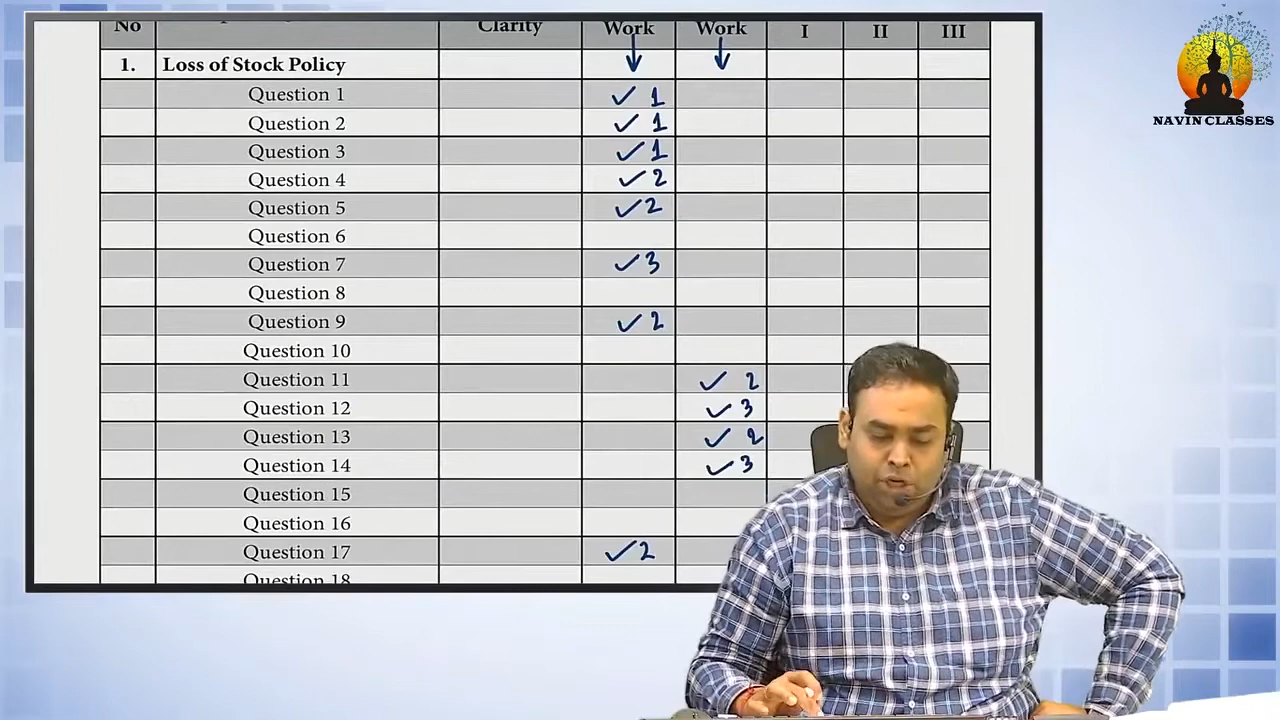 No Clarity Work Work I II III
1. Loss of Stock Policy
Question 1 ✓ 1
Question 2 ✓ 1
Question 3 ✓ 1
Question 4 ✓ 2
Question 5 ✓ 2
Question 6
Question 7 ✓ 3
Question 8
Question 9 ✓ 2
Question 10
Question 11 ✓ 2
Question 12 ✓ 3
Question 13 ✓ 2
Question 14 ✓ 3
Question 15
Question 16
Question 17 ✓ 2
Question 18
NAVIN CLASSES